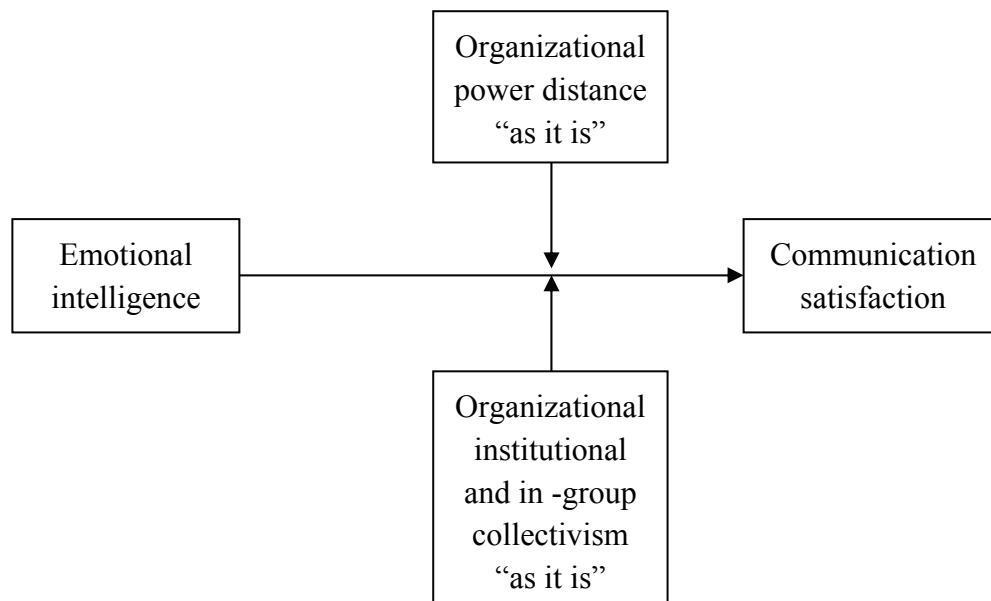 Organizational
power distance
“as it is”
Emotional
intelligence
Communication
satisfaction
Organizational
institutional
and in -group
collectivism
“as it is”